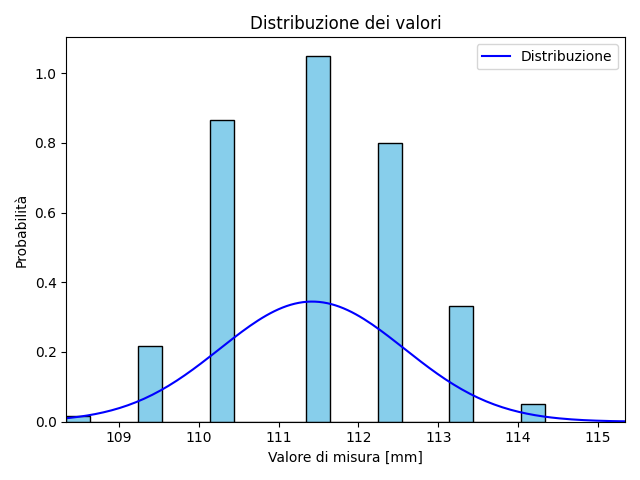 Distribuzione dei valori
Distribuzione
Probabilità
1.0
0.8
0.6
0.4
0.2
0.0
109 110 111 112 113 114 115
Valore di misura [mm]